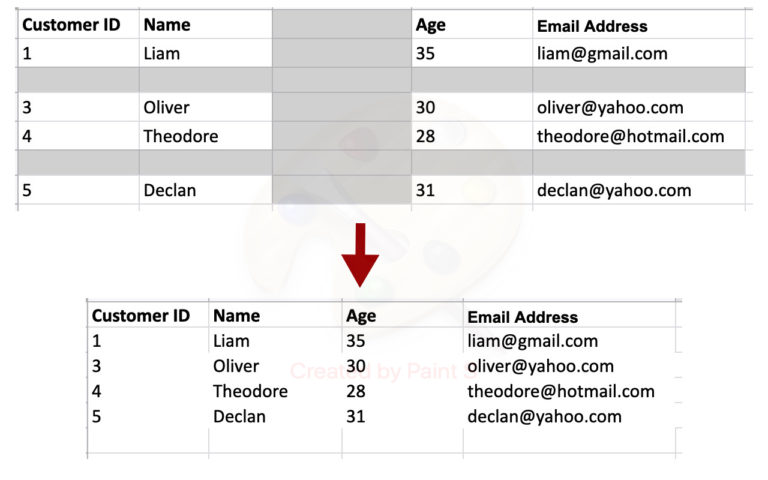 Customer ID Name Age Email Address
1 Liam 35 liam@gmail.com
3 Oliver 30 oliver@yahoo.com
4 Theodore 28 theodore@hotmail.com
5 Declan 31 declan@yahoo.com
Customer ID Name Age Email Address
1 Liam 35 liam@gmail.com
3 Oliver 30 oliver@yahoo.com
Created by Paint
4 Theodore 28 theodore@hotmail.com
5 Declan 31 declan@yahoo.com